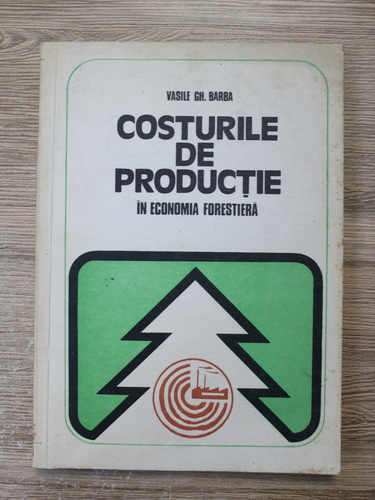 VASILE GH. BARBA
COSTURILE
DE
PRODUCȚIE
ÎN ECONOMIA FORESTIERĂ